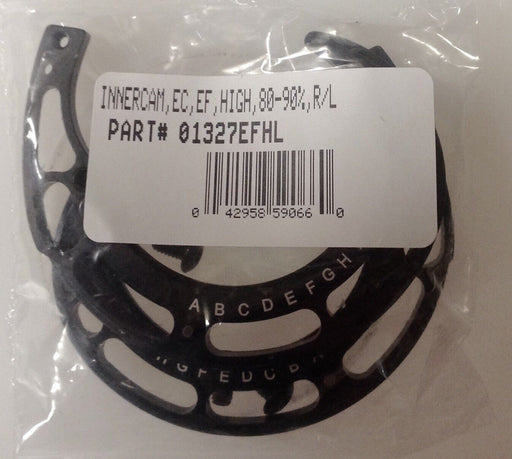 INNERCAM,EC,EF,HIGH,80-90%,R/L
PART# 01327EFHL
0 42958 59066 0
A B C D E F G H
H G F E D C B A